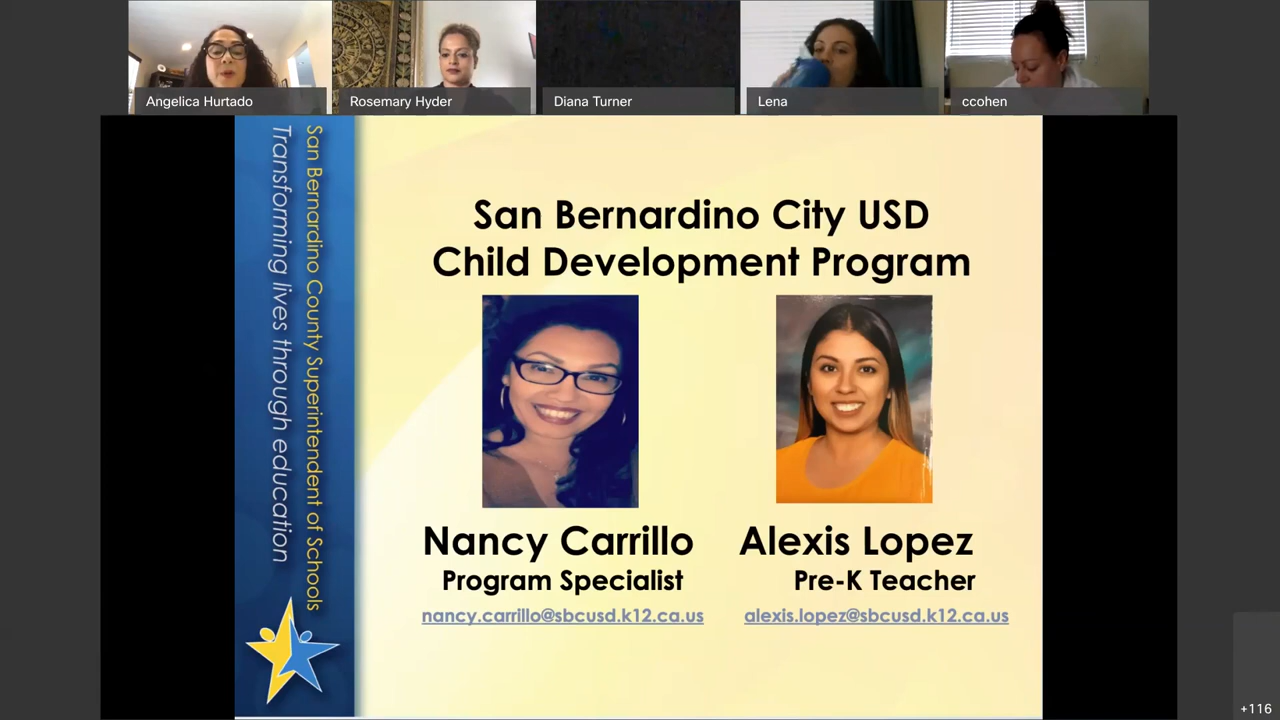 Angelica Hurtado
Rosemary Hyder
Diana Turner
Lena
ccohen
San Bernardino County Superintendent of Schools
Transforming lives through education
San Bernardino City USD
Child Development Program
Nancy Carrillo
Alexis Lopez
Program Specialist
Pre-K Teacher
nancy.carrillo@sbcusd.k12.ca.us
alexis.lopez@sbcusd.k12.ca.us
+116